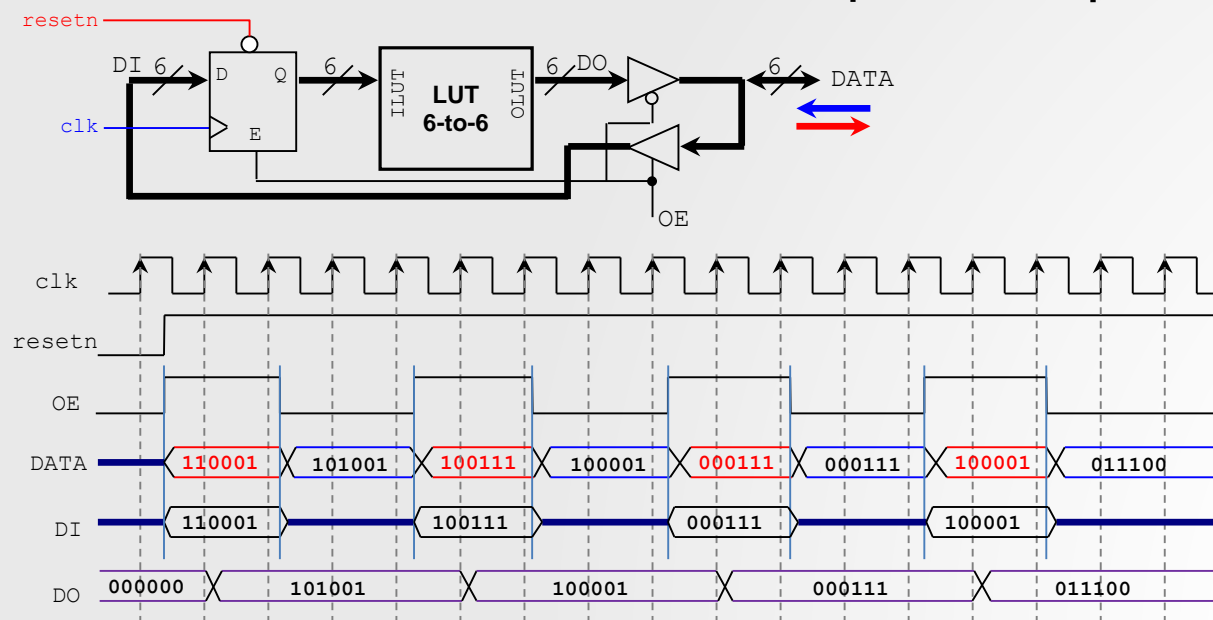 resetn
DI 6 D Q 6 ILUT LUT 6-to-6 OLUT 6 DO 6 DATA
clk E
OE
clk
resetn
OE
DATA 110001 101001 100111 100001 000111 000111 100001 011100
DI 110001 100111 000111 100001
DO 000000 101001 100001 000111 011100